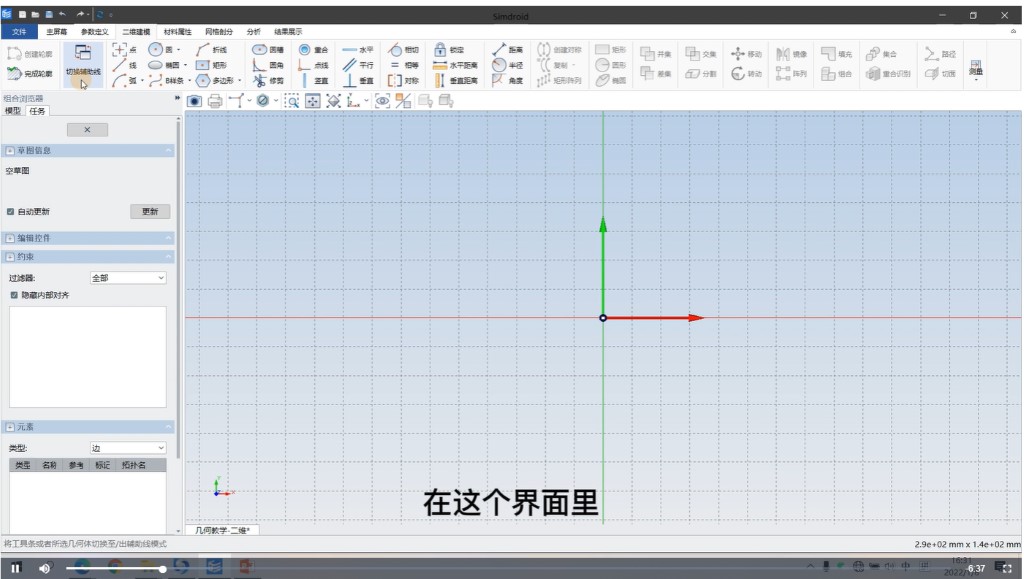 Simdroid
文件 主屏幕 参数定义 二维建模 材料属性 网格剖分 分析 结果展示
创建轮廓 切换辅助线 点 圆 折线 圆椎 重合 水平 相切 锁定 距离 创建对称 矩形 并集 交集 移动 镜像 填充 集合 路径
完成轮廓 线 椭圆 矩形 圆角 点线 平行 相等 水平距离 半径 复制 圆形 差集 分割 转动 阵列 组合 重合识别 切面 测量
弧 B样条 多边形 修剪 竖直 垂直 对称 垂直距离 角度 矩形阵列 椭圆
组合浏览器
模型 任务
草图信息
空草图
自动更新 更新
编辑控件
约束
过滤器: 全部
隐藏内部对齐
元素
类型: 边
类型 名称 参考 标记 拓扑名
几何教学-二维*
在这个界面里
将工具条或者所选几何体切换至/出辅助线模式
2.9e+02 mm x 1.4e+02 mm
16:31
6:37